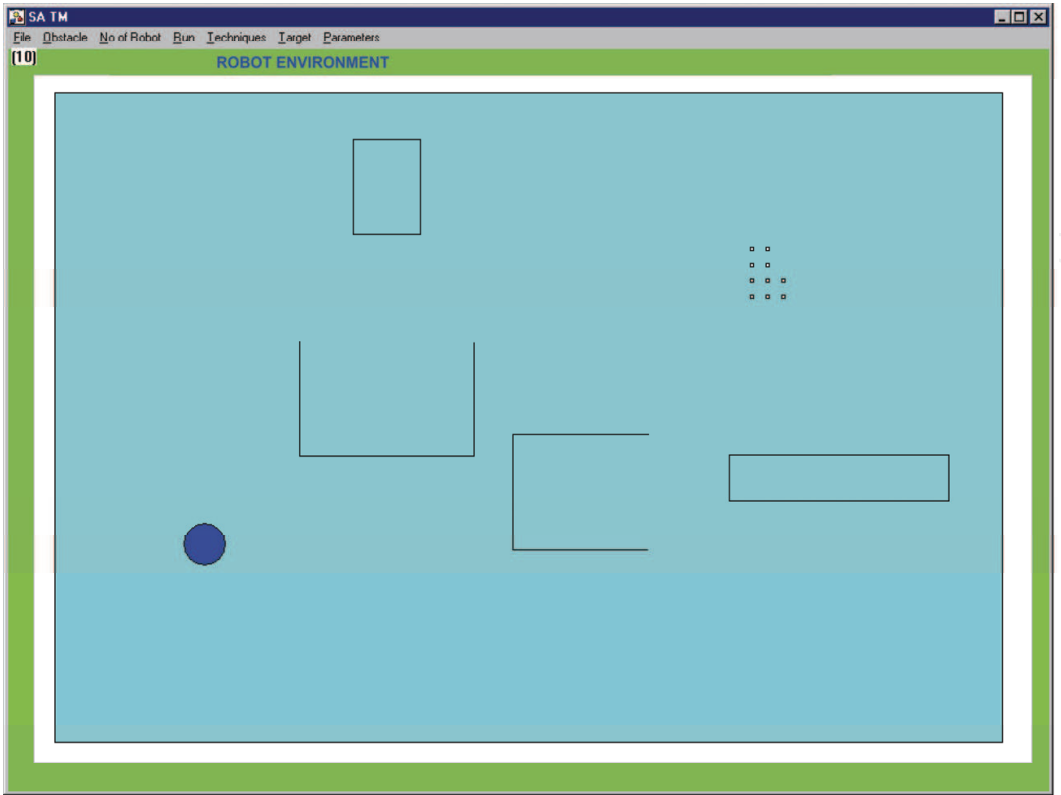 SA TM
File Obstacle No of Robot Run Techniques Target Parameters
(10)
ROBOT ENVIRONMENT